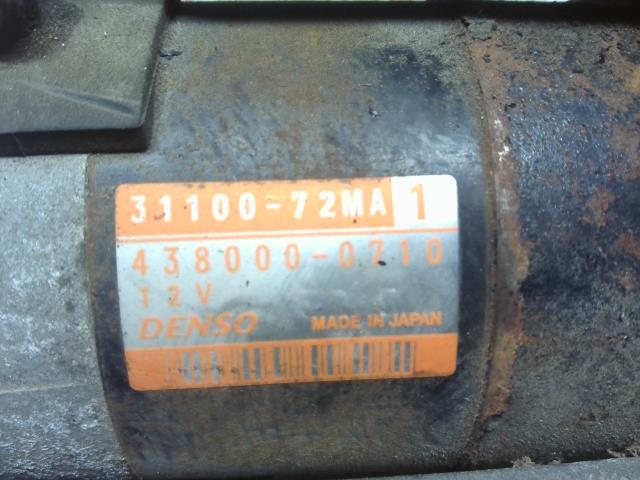 31100-72MA 1
438000-0710
12V
DENSO MADE IN JAPAN